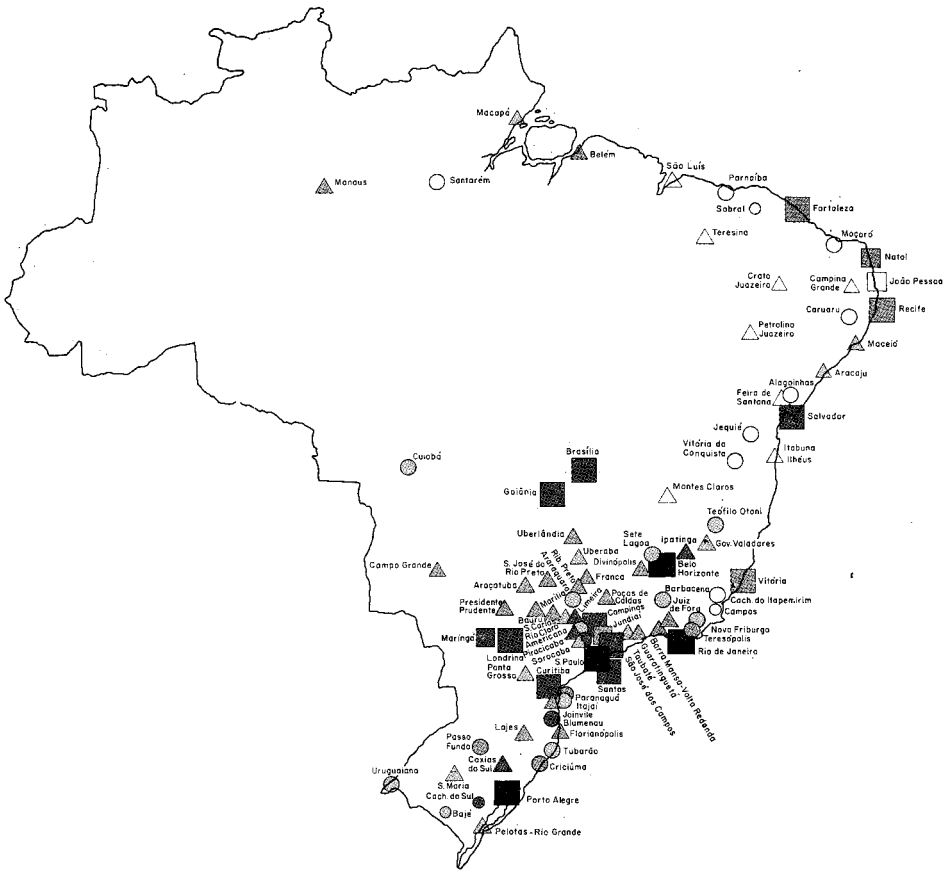 Macapá
Belém
Manaus
Santarém
São Luís
Parnaíba
Sobral
Fortaleza
Teresina
Moçoró
Natal
Crato
Juazeiro
Campina
Grande
João Pessoa
Caruaru
Recife
Petrolina
Juazeiro
Maceió
Aracaju
Alagoinhas
Feira de
Santana
Salvador
Jequié
Vitória da
Conquista
Itabuna
Ilhéus
Cuiabá
Brasília
Goiânia
Montes Claros
Teófilo Otoni
Uberlândia
Sete
Lagoa
Ipatinga
Gov. Valadares
Uberaba
Divinópolis
Belo
Horizonte
Campo Grande
S. José do
Rio Preto
Rib. Preto
Araraquara
Franca
Araçatuba
Vitória
Barbacena
Cach. do Itapemirim
Presidente
Prudente
Marília
Limeira
Poços de
Caldas
Juiz
de Fora
Campos
Bauru
S. Carlos
Rio Claro
Americana
Piracicaba
Sorocaba
Campinas
Jundiaí
Nova Friburgo
Teresópolis
Rio de Janeiro
Maringá
Londrina
Ponta
Grossa
Curitiba
S. Paulo
Santos
Barra Mansa-Volta Redonda
Guaratinguetá
Taubaté
São José dos Campos
Paranaguá
Itajaí
Joinvile
Blumenau
Lajes
Florianópolis
Passo
Fundo
Caxias
do Sul
Tubarão
Criciúma
Uruguaiana
S. Maria
Cach. do Sul
Bajé
Porto Alegre
Pelotas - Rio Grande